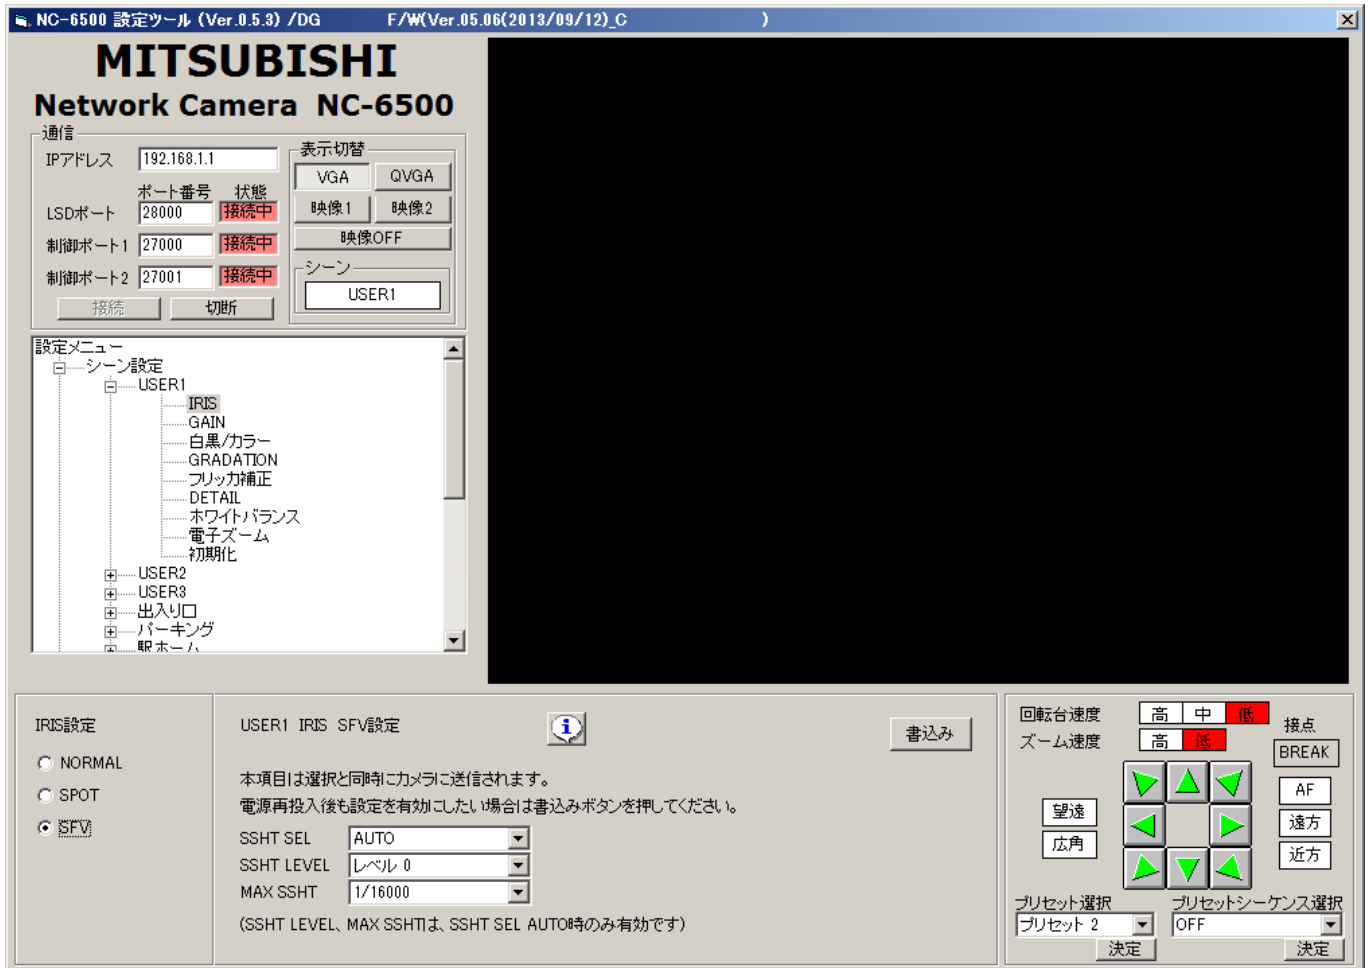 NC-6500 設定ツール (Ver.0.5.3) /DG F/W(Ver.05.06(2013/09/12)_C )
MITSUBISHI
Network Camera NC-6500
通信
IPアドレス 192.168.1.1
ポート番号 状態
LSDポート 28000 接続中
制御ポート1 27000 接続中
制御ポート2 27001 接続中
接続 切断
表示切替
VGA QVGA
映像1 映像2
映像OFF
シーン
USER1
設定メニュー
シーン設定
USER1
IRIS
GAIN
白黒/カラー
GRADATION
フリッカ補正
DETAIL
ホワイトバランス
電子ズーム
初期化
USER2
USER3
出入り口
パーキング
駅ホーム
IRIS設定
NORMAL
SPOT
SFV
USER1 IRIS SFV設定
書込み
本項目は選択と同時にカメラに送信されます。
電源再投入後も設定を有効にしたい場合は書込みボタンを押してください。
SSHT SEL AUTO
SSHT LEVEL レベル 0
MAX SSHT 1/16000
(SSHT LEVEL、MAX SSHTは、SSHT SEL AUTO時のみ有効です)
回転台速度 高 中 低
ズーム速度 高 低
接点
BREAK
望遠
広角
AF
遠方
近方
プリセット選択
プリセット 2
決定
プリセットシーケンス選択
OFF
決定